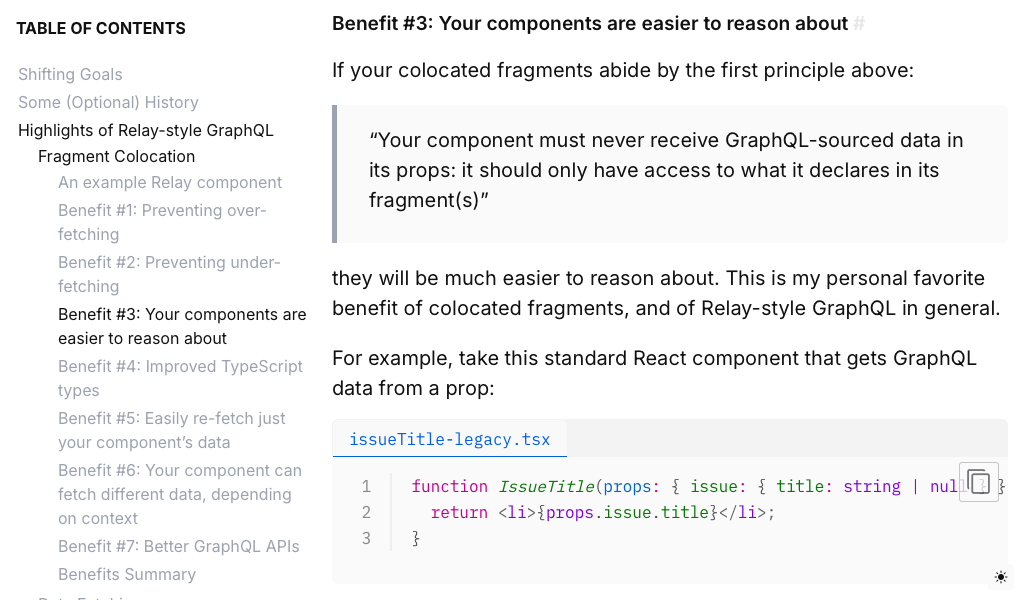 TABLE OF CONTENTS
Shifting Goals
Some (Optional) History
Highlights of Relay-style GraphQL
Fragment Colocation
An example Relay component
Benefit #1: Preventing over-
fetching
Benefit #2: Preventing under-
fetching
Benefit #3: Your components are
easier to reason about
Benefit #4: Improved TypeScript
types
Benefit #5: Easily re-fetch just
your component’s data
Benefit #6: Your component can
fetch different data, depending
on context
Benefit #7: Better GraphQL APIs
Benefits Summary
Benefit #3: Your components are easier to reason about #
If your colocated fragments abide by the first principle above:
“Your component must never receive GraphQL-sourced data in
its props: it should only have access to what it declares in its
fragment(s)”
they will be much easier to reason about. This is my personal favorite
benefit of colocated fragments, and of Relay-style GraphQL in general.
For example, take this standard React component that gets GraphQL
data from a prop:
issueTitle-legacy.tsx
1 function IssueTitle(props: { issue: { title: string | null } }
2 return <li>{props.issue.title}</li>;
3 }